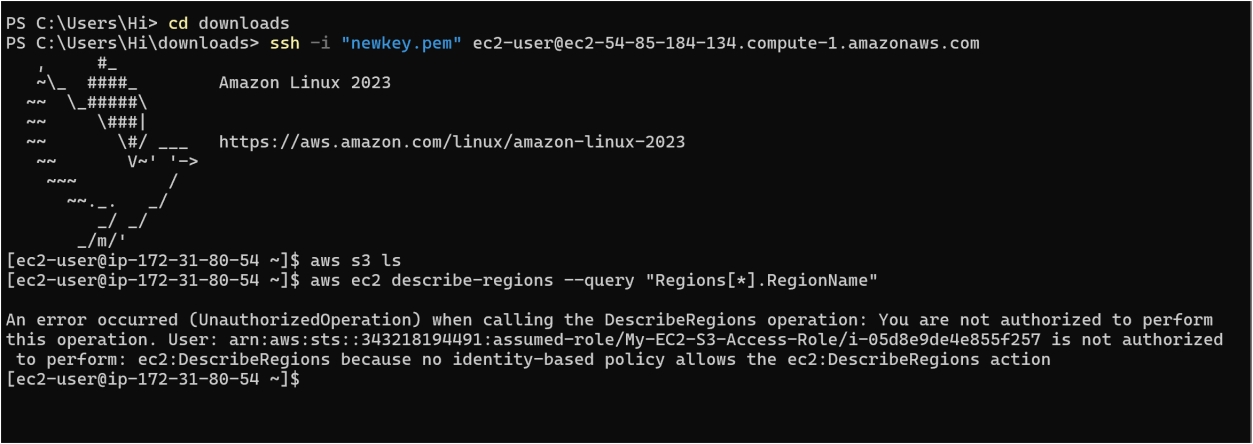 PS C:\Users\Hi> cd downloads
PS C:\Users\Hi\downloads> ssh -i "newkey.pem" ec2-user@ec2-54-85-184-134.compute-1.amazonaws.com
   ,     #_
   ~\_  ####_        Amazon Linux 2023
  ~~  \_#####\
  ~~     \###|
  ~~       \#/ ___   https://aws.amazon.com/linux/amazon-linux-2023
   ~~       V~' '->
    ~~~         /
      ~~._.   _/
         _/ _/
       _/m/'
[ec2-user@ip-172-31-80-54 ~]$ aws s3 ls
[ec2-user@ip-172-31-80-54 ~]$ aws ec2 describe-regions --query "Regions[*].RegionName"

An error occurred (UnauthorizedOperation) when calling the DescribeRegions operation: You are not authorized to perform
this operation. User: arn:aws:sts::343218194491:assumed-role/My-EC2-S3-Access-Role/i-05d8e9de4e855f257 is not authorized
 to perform: ec2:DescribeRegions because no identity-based policy allows the ec2:DescribeRegions action
[ec2-user@ip-172-31-80-54 ~]$